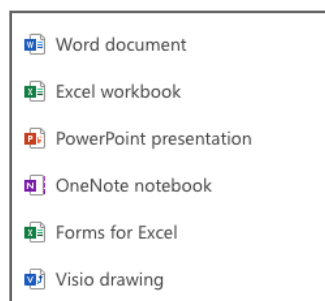 Word document
Excel workbook
PowerPoint presentation
OneNote notebook
Forms for Excel
Visio drawing